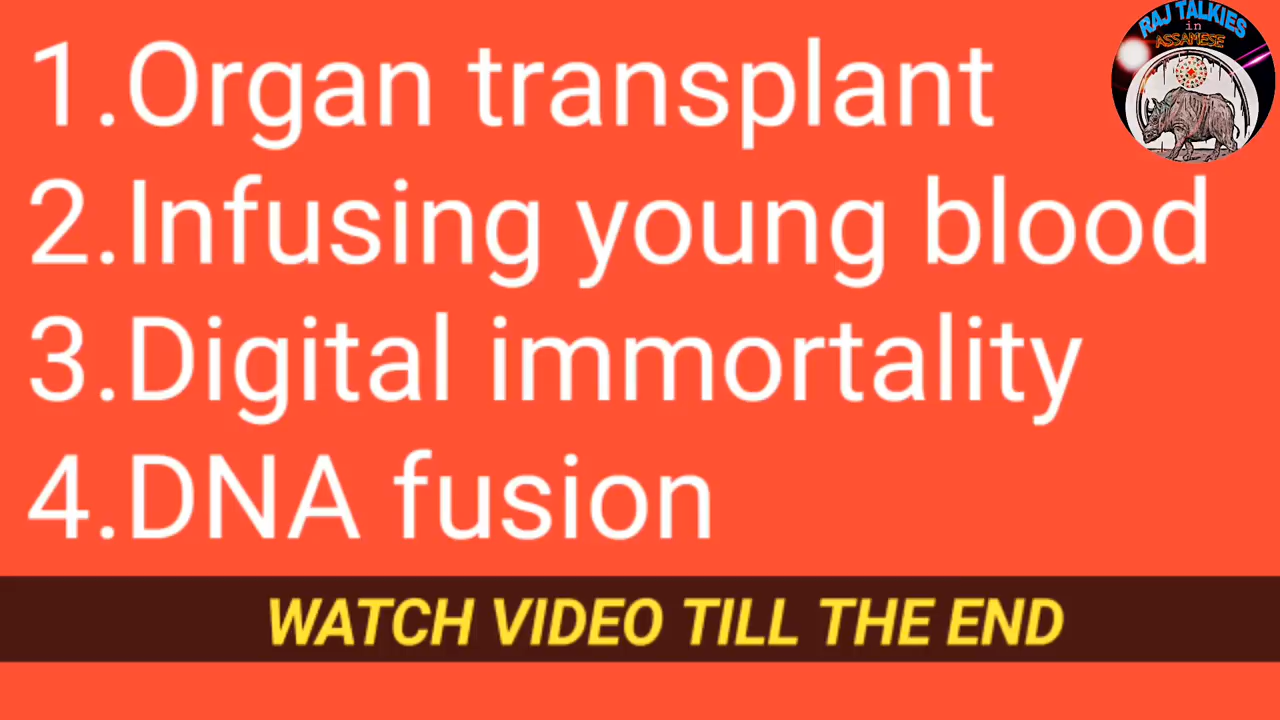 RAJ TALKIES
in
ASSAMESE
1.Organ transplant
2.Infusing young blood
3.Digital immortality
4.DNA fusion
WATCH VIDEO TILL THE END